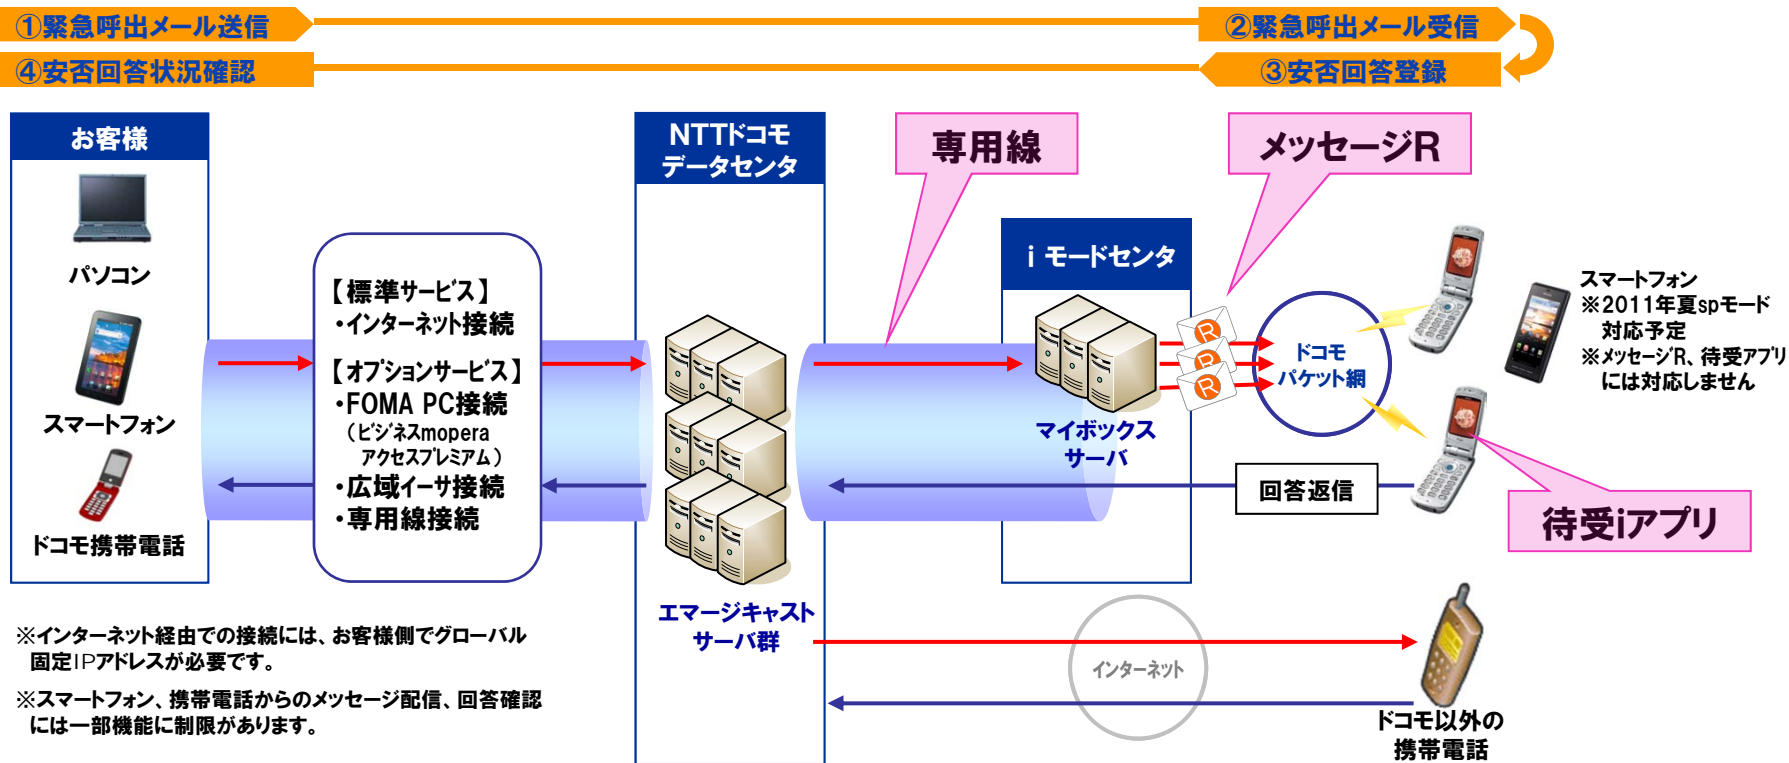 ①緊急呼出メール送信
②緊急呼出メール受信
④安否回答状況確認
③安否回答登録
お客様
パソコン
スマートフォン
ドコモ携帯電話
【標準サービス】
・インターネット接続
【オプションサービス】
・FOMA PC接続
（ビジネスmopera
アクセスプレミアム）
・広域イーサ接続
・専用線接続
NTTドコモ
データセンタ
エマージキャスト
サーバ群
専用線
メッセージR
i モードセンタ
マイボックス
サーバ
R
R
R
ドコモ
パケット網
スマートフォン
※2011年夏spモード
対応予定
※メッセージR、待受アプリ
には対応しません
回答返信
待受iアプリ
インターネット
ドコモ以外の
携帯電話
※インターネット経由での接続には、お客様側でグローバル
固定IPアドレスが必要です。
※スマートフォン、携帯電話からのメッセージ配信、回答確認
には一部機能に制限があります。